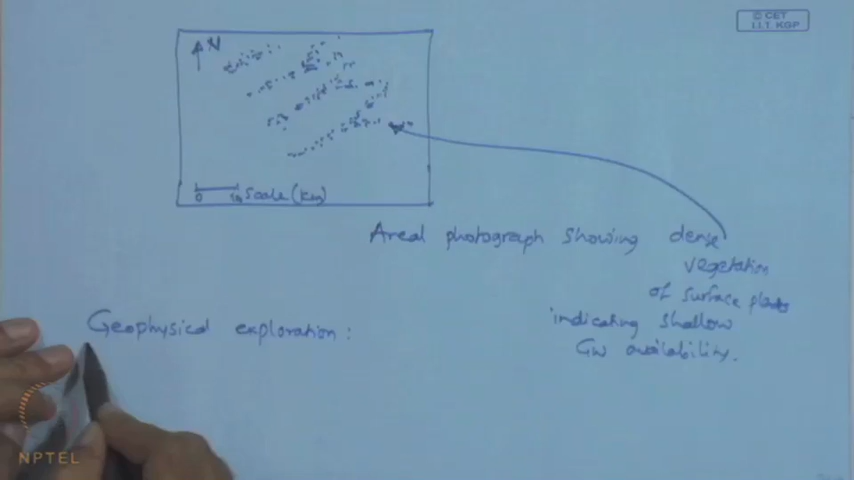 © CET
I.I.T. KGP
N
0 10 Scale (Km)
Areal photograph showing dense
vegetation
of surface plants
indicating shallow
GW availability.
Geophysical exploration:
NPTEL